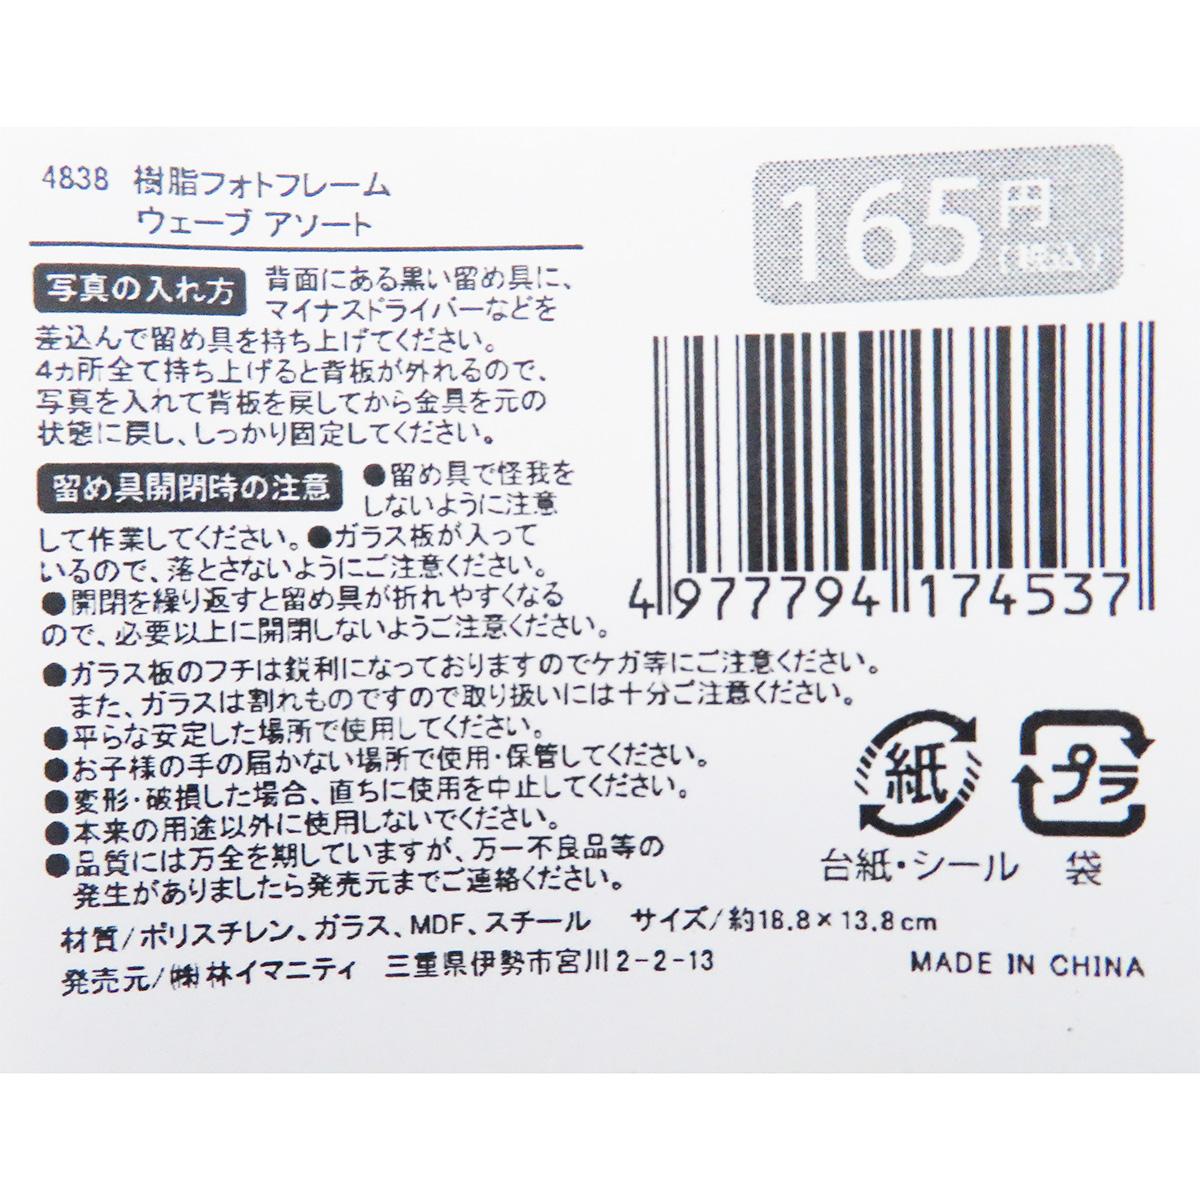 4838 樹脂フォトフレーム
ウェーブ アソート
165円
(税込)
写真の入れ方 背面にある黒い留め具に、
マイナスドライバーなどを
差込んで留め具を持ち上げてください。
4ヵ所全て持ち上げると背板が外れるので、
写真を入れて背板を戻してから金具を元の
状態に戻し、しっかり固定してください。
留め具開閉時の注意 ●留め具で怪我を
しないように注意
して作業してください。●ガラス板が入って
いるので、落とさないようにご注意ください。
●開閉を繰り返すと留め具が折れやすくなる
ので、必要以上に開閉しないようご注意ください。
●ガラス板のフチは鋭利になっておりますのでケガ等にご注意ください。
また、ガラスは割れものですので取り扱いには十分ご注意ください。
●平らな安定した場所で使用してください。
●お子様の手の届かない場所で使用・保管してください。
●変形・破損した場合、直ちに使用を中止してください。
●本来の用途以外に使用しないでください。
●品質には万全を期していますが、万一不良品等の
発生がありましたら発売元までご連絡ください。
材質/ポリスチレン、ガラス、MDF、スチール サイズ/約18.8×13.8cm
発売元/㈱林イマニティ 三重県伊勢市宮川2-2-13
MADE IN CHINA
4 977794 174537
紙
プラ
台紙・シール
袋